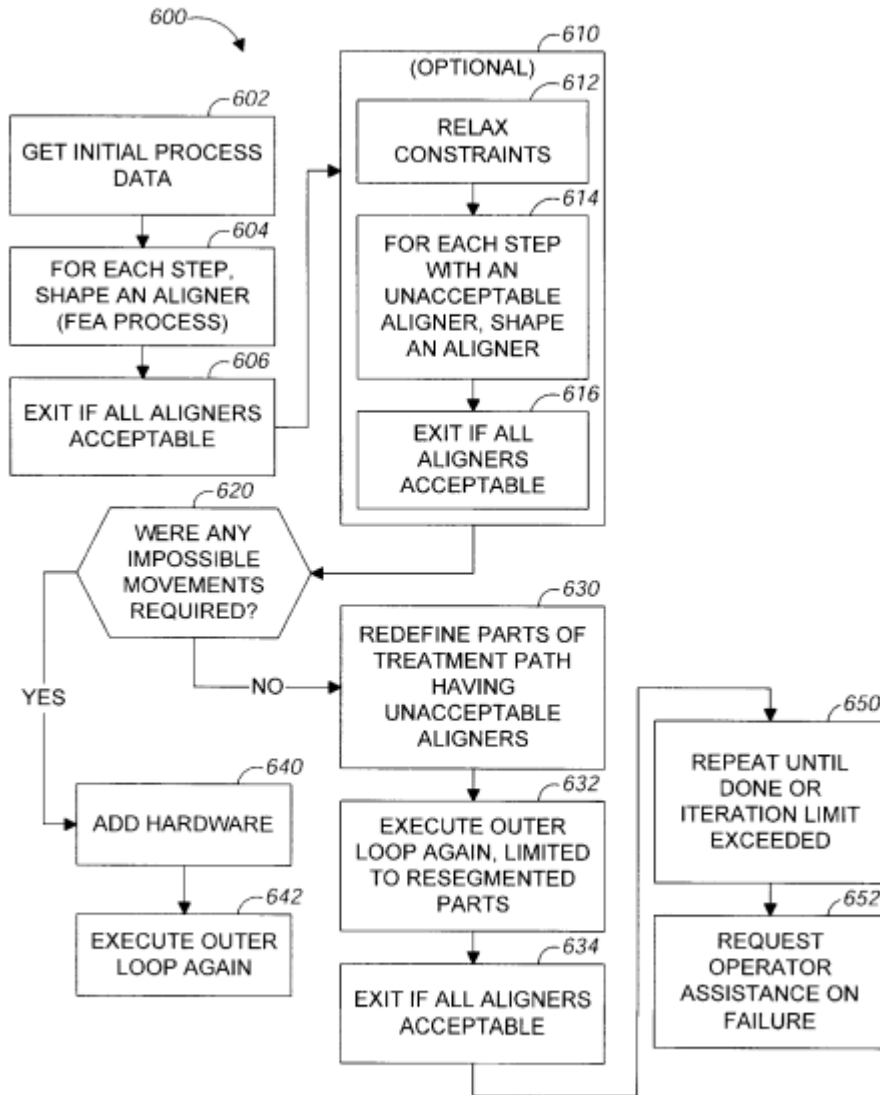 600
602
GET INITIAL PROCESS
DATA
604
FOR EACH STEP,
SHAPE AN ALIGNER
(FEA PROCESS)
606
EXIT IF ALL ALIGNERS
ACCEPTABLE
610
(OPTIONAL)
612
RELAX
CONSTRAINTS
614
FOR EACH STEP
WITH AN
UNACCEPTABLE
ALIGNER, SHAPE
AN ALIGNER
616
EXIT IF ALL
ALIGNERS
ACCEPTABLE
620
WERE ANY
IMPOSSIBLE
MOVEMENTS
REQUIRED?
YES
NO
630
REDEFINE PARTS OF
TREATMENT PATH
HAVING
UNACCEPTABLE
ALIGNERS
632
EXECUTE OUTER
LOOP AGAIN, LIMITED
TO RESEGMENTED
PARTS
634
EXIT IF ALL ALIGNERS
ACCEPTABLE
640
ADD HARDWARE
642
EXECUTE OUTER
LOOP AGAIN
650
REPEAT UNTIL
DONE OR
ITERATION LIMIT
EXCEEDED
652
REQUEST
OPERATOR
ASSISTANCE ON
FAILURE